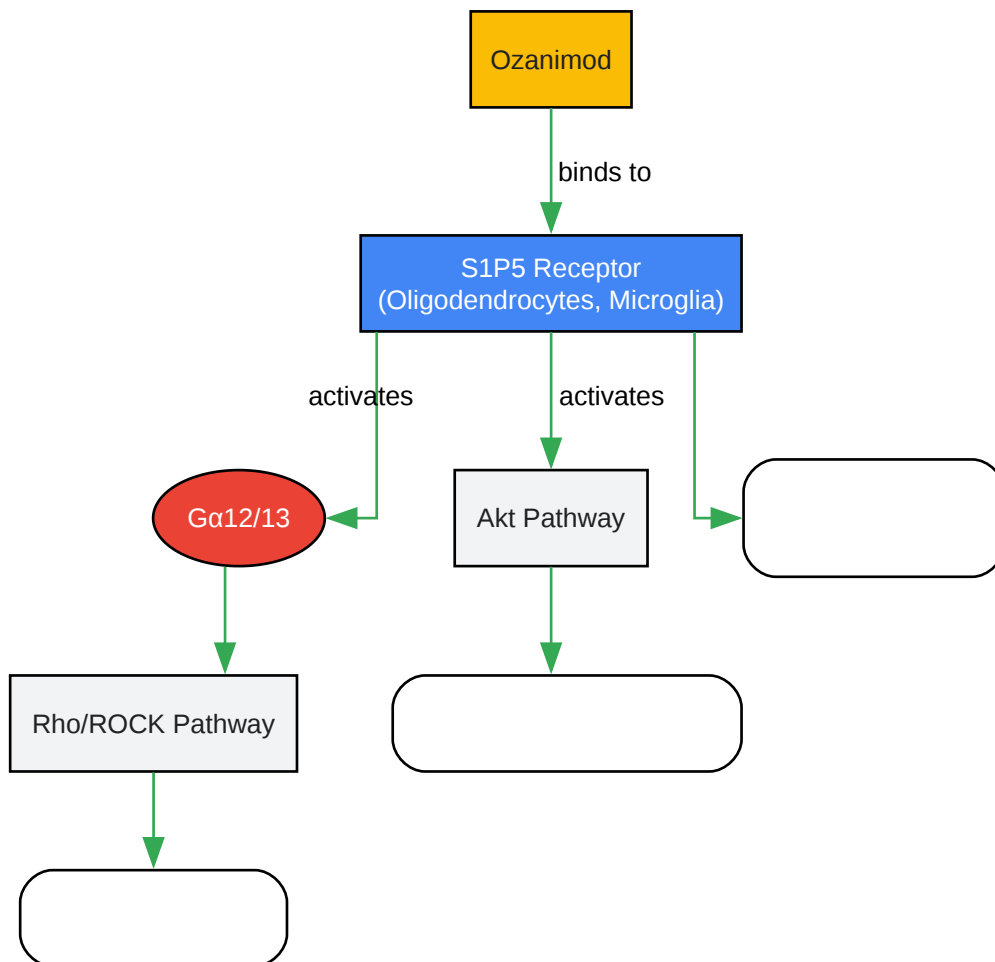 Ozanimod
binds to
S1P5 Receptor
(Oligodendrocytes, Microglia)
activates
activates
Gα12/13
Akt Pathway
Rho/ROCK Pathway